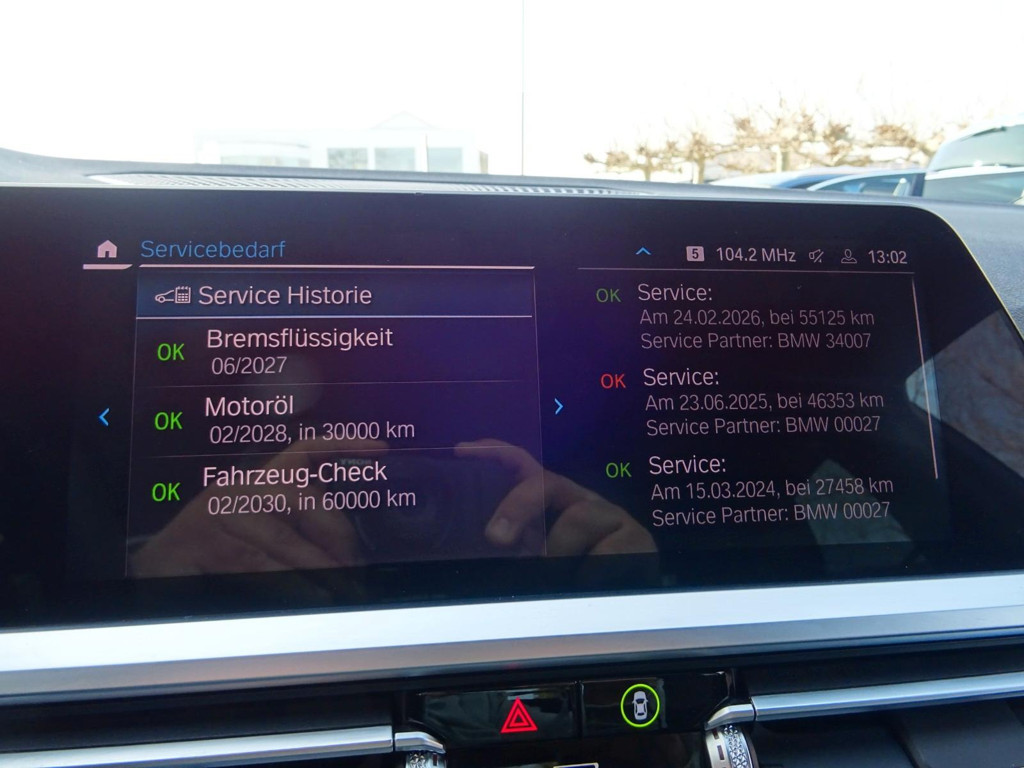 Servicebedarf
5 104.2 MHz 13:02
Service Historie
OK Bremsflüssigkeit
06/2027
OK Motoröl
02/2028, in 30000 km
OK Fahrzeug-Check
02/2030, in 60000 km
OK Service:
Am 24.02.2026, bei 55125 km
Service Partner: BMW 34007
OK Service:
Am 23.06.2025, bei 46353 km
Service Partner: BMW 00027
OK Service:
Am 15.03.2024, bei 27458 km
Service Partner: BMW 00027